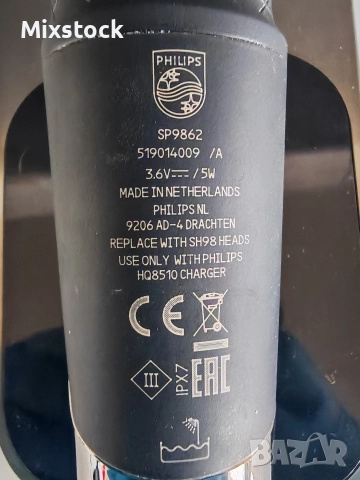 Mixstock
PHILIPS
SP9862
519014009 /A
3.6V⎓/5W
MADE IN NETHERLANDS
PHILIPS NL
9206 AD-4 DRACHTEN
REPLACE WITH SH98 HEADS
USE ONLY WITH PHILIPS
HQ8510 CHARGER
CE
III
IPX7
EAC
BAZAR